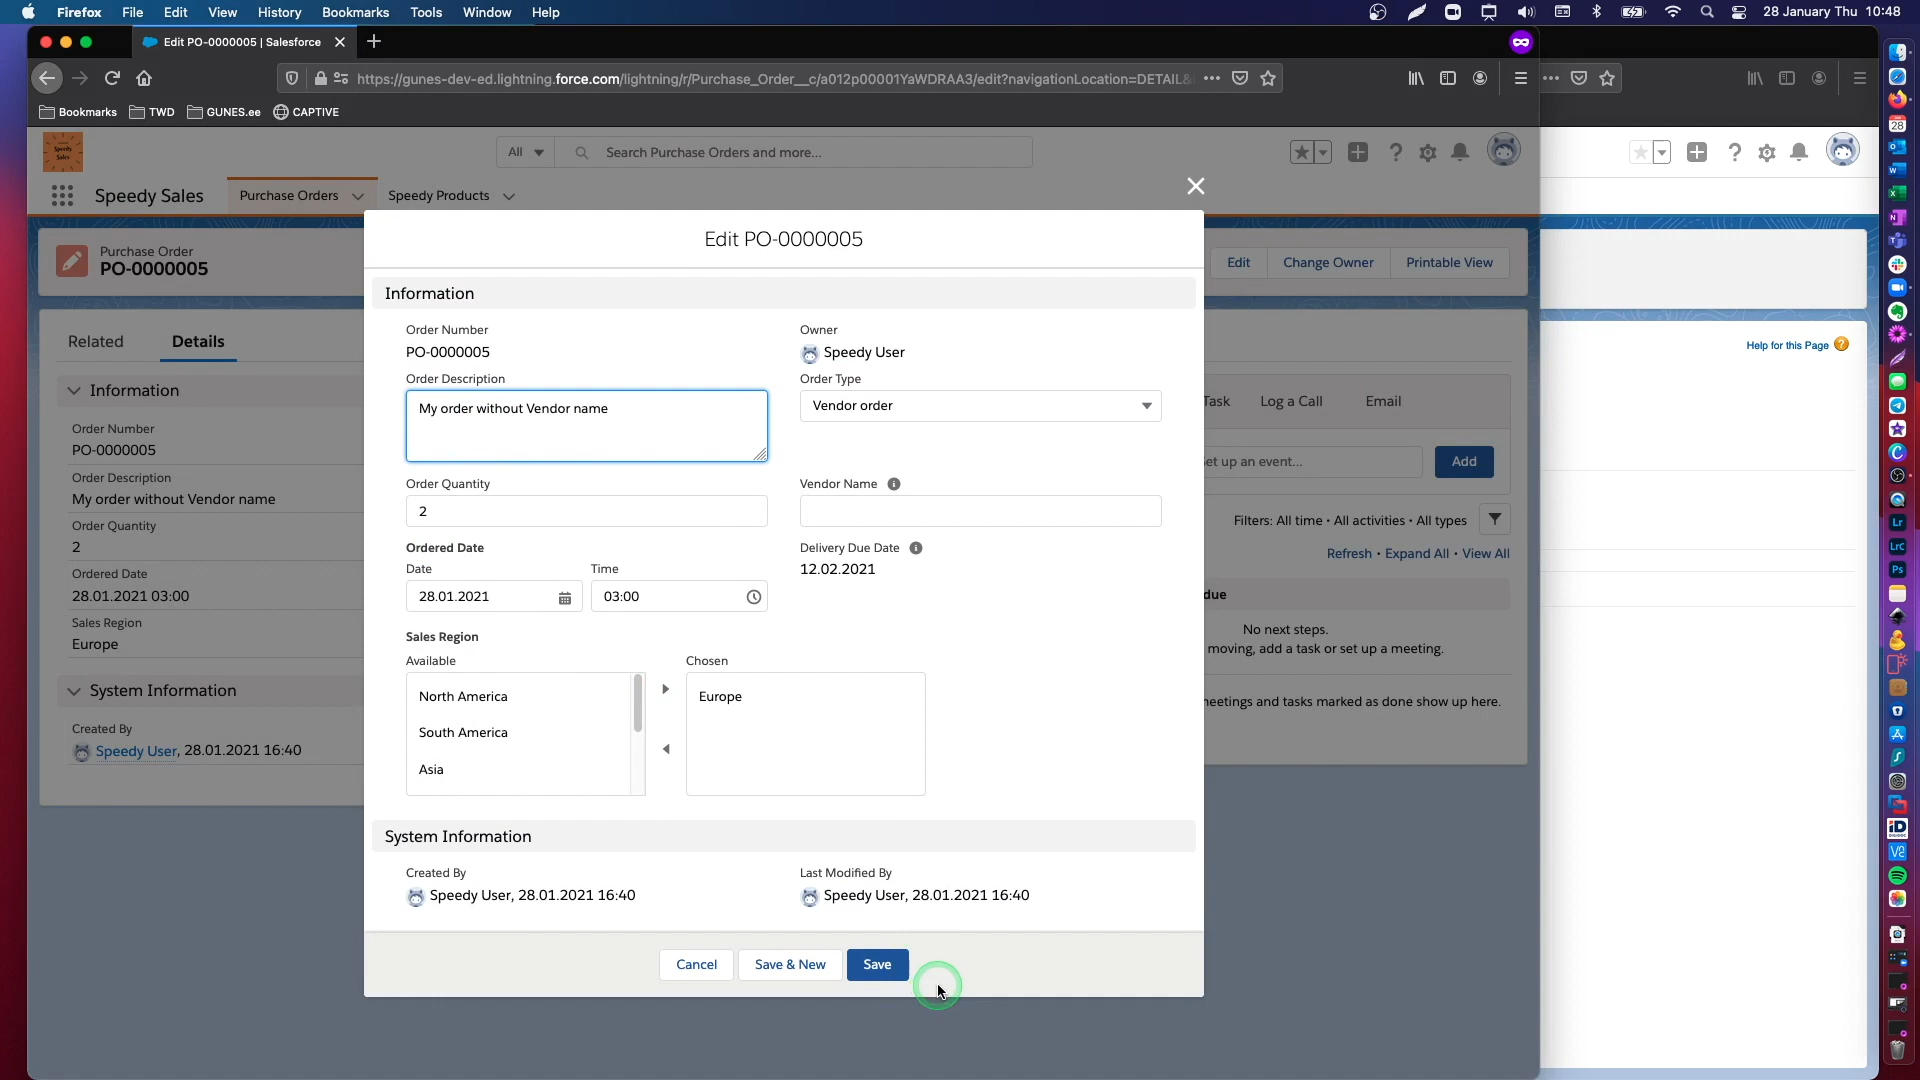 Firefox File Edit View History Bookmarks Tools Window Help 28 January Thu 10:48
Edit PO-0000005 | Salesforce
https://gunes-dev-ed.lightning.force.com/lightning/r/Purchase_Order__c/a012p00001YaWDRAA3/edit?navigationLocation=DETAIL&
Bookmarks TWD GUNES.ee CAPTIVE
Speedy
Sales
All Search Purchase Orders and more...
Speedy Sales Purchase Orders Speedy Products
Purchase Order
PO-0000005
Edit Change Owner Printable View
Help for this Page
Related Details
Information
Order Number
PO-0000005
Order Description
My order without Vendor name
Order Quantity
2
Ordered Date
28.01.2021 03:00
Sales Region
Europe
System Information
Created By
Speedy User, 28.01.2021 16:40
Edit PO-0000005
Information
Order Number
PO-0000005
Owner
Speedy User
Order Description
My order without Vendor name
Order Type
Vendor order
Order Quantity
2
Vendor Name
Ordered Date
Date
28.01.2021
Time
03:00
Delivery Due Date
12.02.2021
Sales Region
Available
North America
South America
Asia
Chosen
Europe
System Information
Created By
Speedy User, 28.01.2021 16:40
Last Modified By
Speedy User, 28.01.2021 16:40
Cancel Save & New Save
Task Log a Call Email
et up an event... Add
Filters: All time • All activities • All types
Refresh • Expand All • View All
due
No next steps.
moving, add a task or set up a meeting.
eetings and tasks marked as done show up here.
28
Lr
LrC
Ps
iD